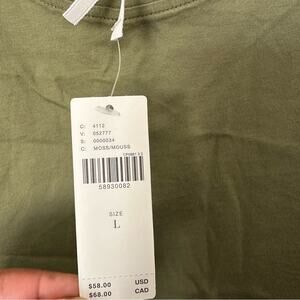 C: 4112
V: 052777
S: 0000034
C: MOSS/MOUSS
58930082
SIZE
L
$58.00 USD
$68.00 CAD